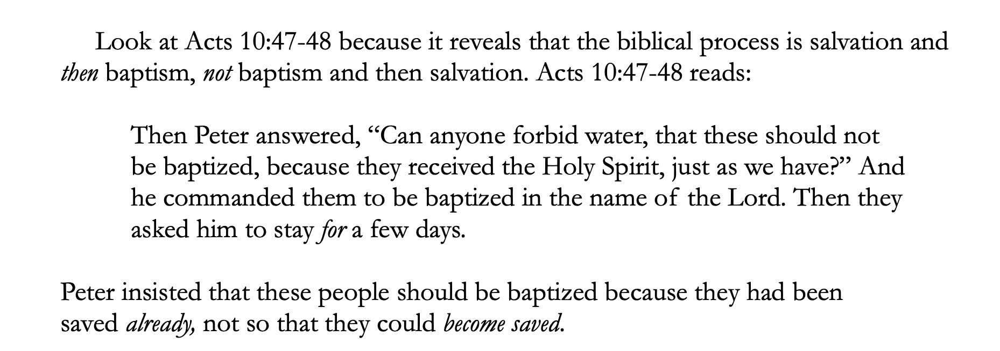 Look at Acts 10:47-48 because it reveals that the biblical process is salvation and
then baptism, not baptism and then salvation. Acts 10:47-48 reads:
Then Peter answered, “Can anyone forbid water, that these should not
be baptized, because they received the Holy Spirit, just as we have?” And
he commanded them to be baptized in the name of the Lord. Then they
asked him to stay for a few days.
Peter insisted that these people should be baptized because they had been
saved already, not so that they could become saved.